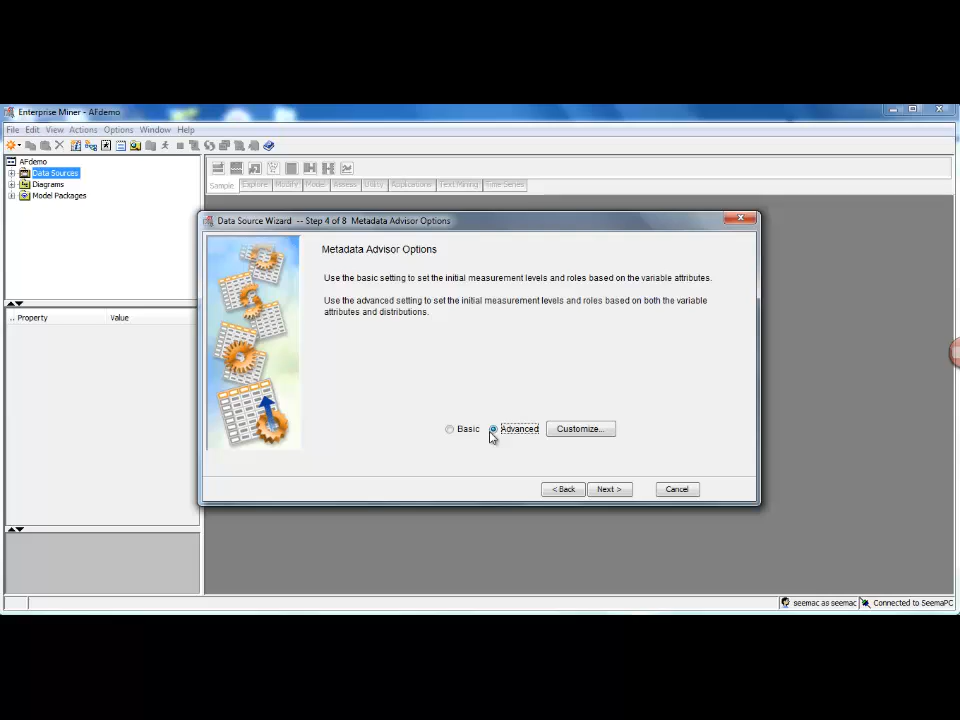 Enterprise Miner - AFdemo
File Edit View Actions Options Window Help
AFdemo
Data Sources
Diagrams
Model Packages
Sample Explore Modify Model Assess Utility Applications Text Mining Time Series
.. Property Value
Data Source Wizard -- Step 4 of 8 Metadata Advisor Options
Metadata Advisor Options
Use the basic setting to set the initial measurement levels and roles based on the variable attributes.
Use the advanced setting to set the initial measurement levels and roles based on both the variable
attributes and distributions.
Basic Advanced Customize...
< Back Next > Cancel
seemac as seemac Connected to SeemaPC